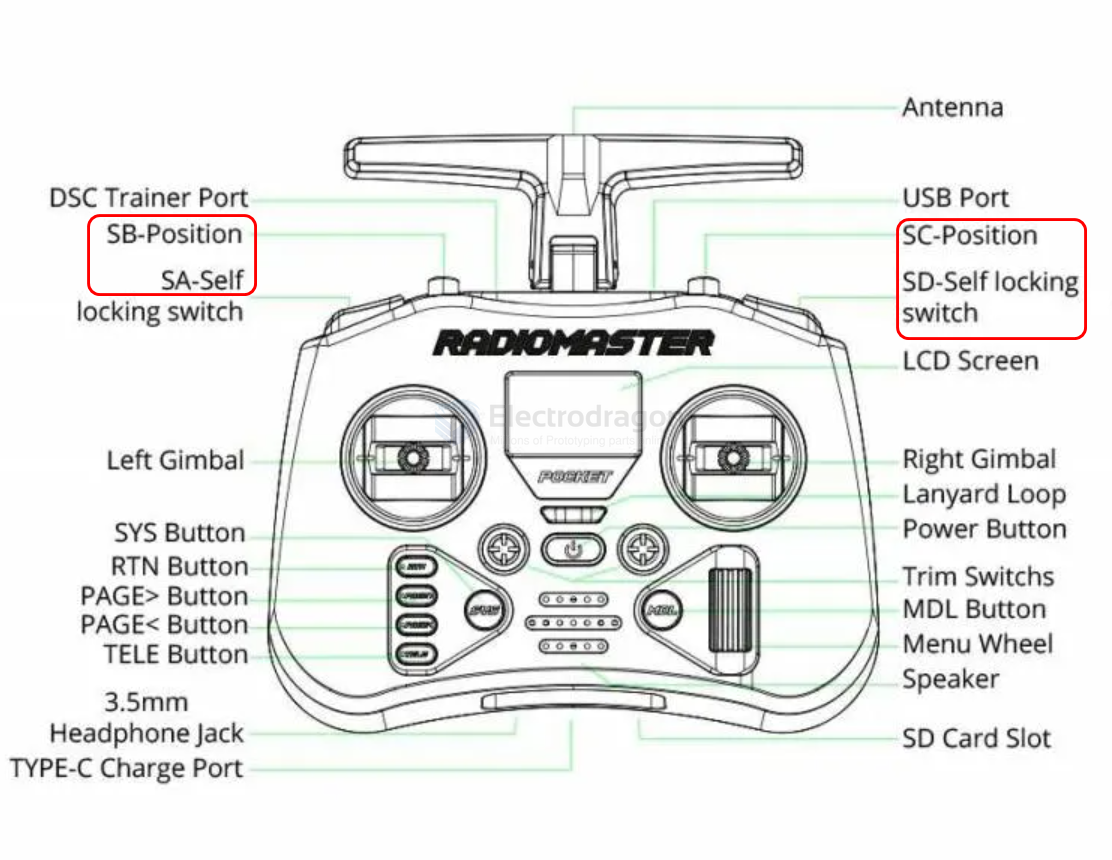 Antenna
DSC Trainer Port
USB Port
SB-Position
SC-Position
SA-Self
locking switch
SD-Self locking
switch
RADIOMASTER
LCD Screen
Electrodragon
POCKET
Left Gimbal
Right Gimbal
Lanyard Loop
SYS Button
Power Button
RTN Button
Trim Switchs
PAGE> Button
SYS
MDL
MDL Button
PAGE< Button
TELE Button
TELE
Menu Wheel
Speaker
3.5mm
Headphone Jack
SD Card Slot
TYPE-C Charge Port